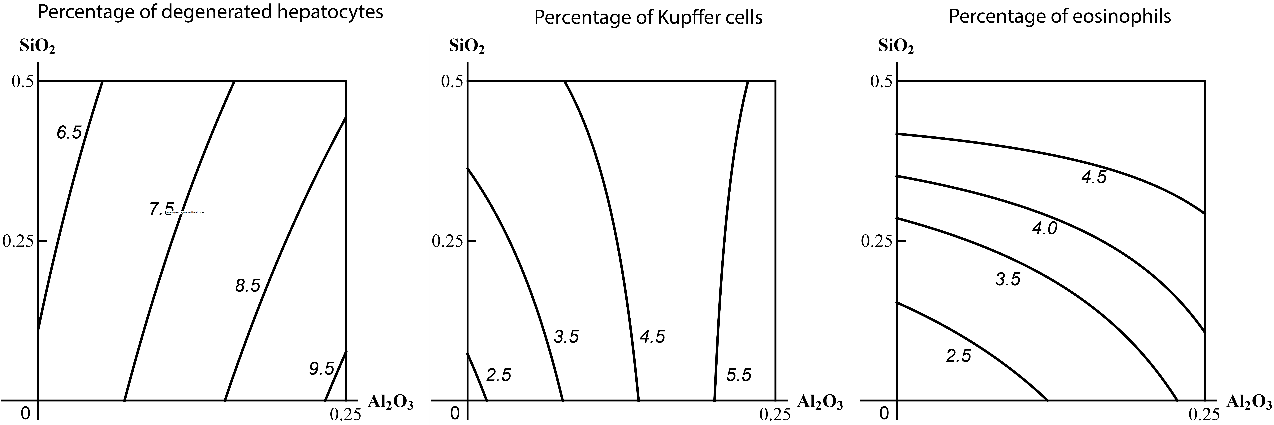 Percentage of degenerated hepatocytes
SiO₂
0.5
6.5
7.5
0.25
8.5
9.5
Al₂O₃
0
0,25
Percentage of Kupffer cells
SiO₂
0.5
0.25
3.5
4.5
2.5
5.5
Al₂O₃
0
0.25
Percentage of eosinophils
SiO₂
0.5
4.5
4.0
0.25
3.5
2.5
Al₂O₃
0
0.25